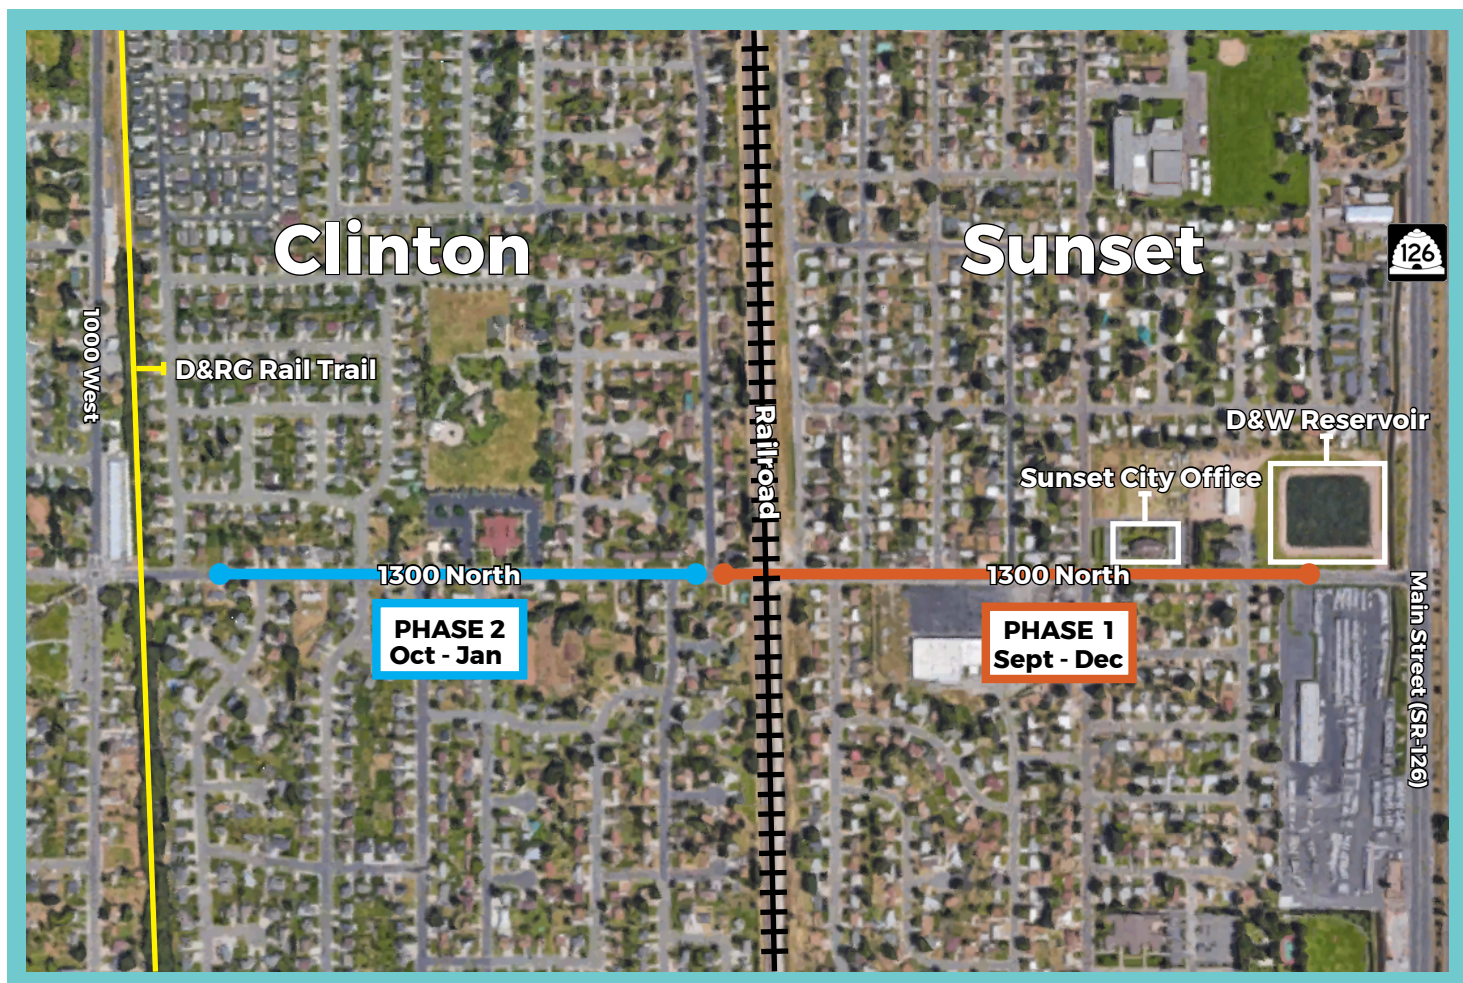 Clinton
Sunset
126
1000 West
D&RG Rail Trail
Railroad
D&W Reservoir
Sunset City Office
1300 North
1300 North
PHASE 2
Oct - Jan
PHASE 1
Sept - Dec
Main Street (SR-126)